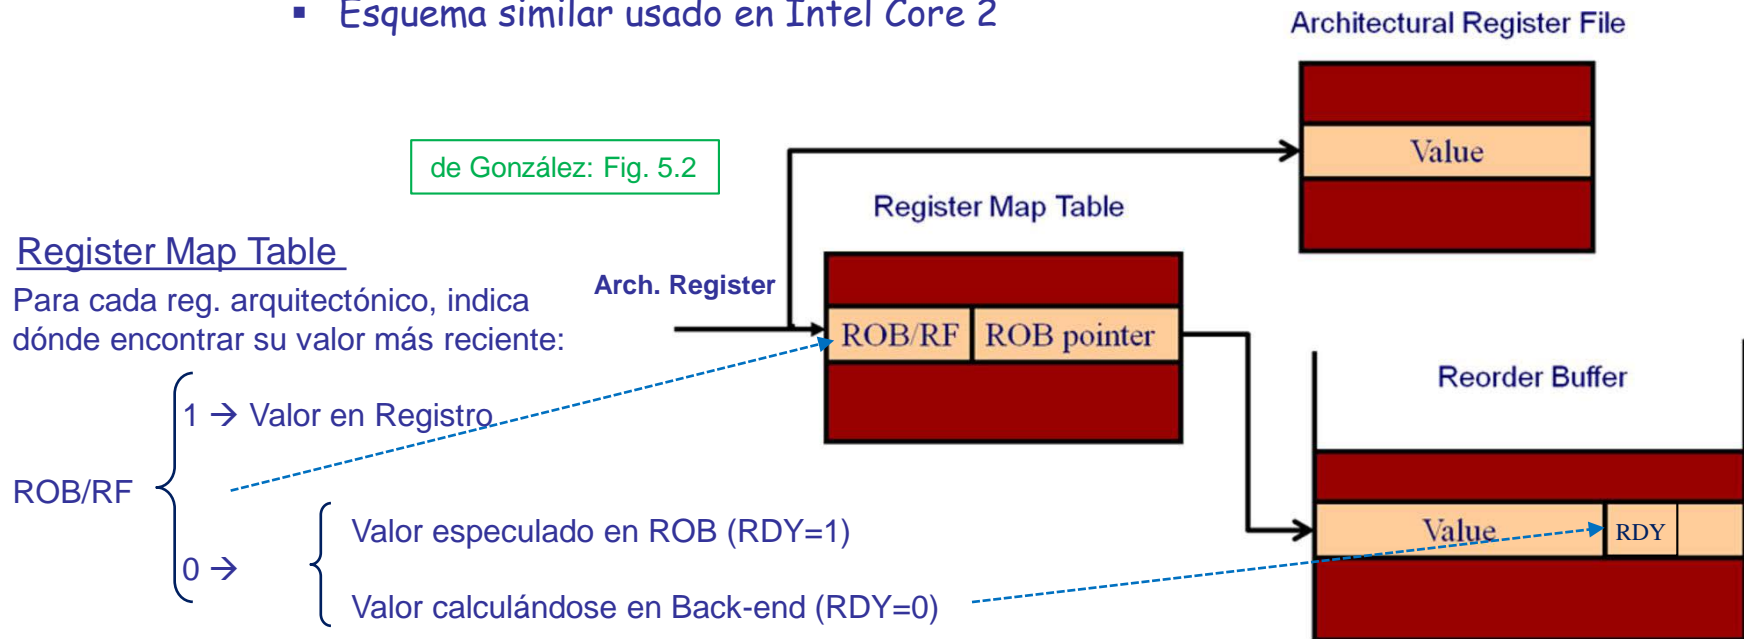 ▪ Esquema similar usado en Intel Core 2
Architectural Register File
Value
de González: Fig. 5.2
Register Map Table
Register Map Table
Para cada reg. arquitectónico, indica
dónde encontrar su valor más reciente:
Arch. Register
ROB/RF
ROB pointer
Reorder Buffer
1 → Valor en Registro
ROB/RF
Valor especulado en ROB (RDY=1)
Value
RDY
0 →
Valor calculándose en Back-end (RDY=0)